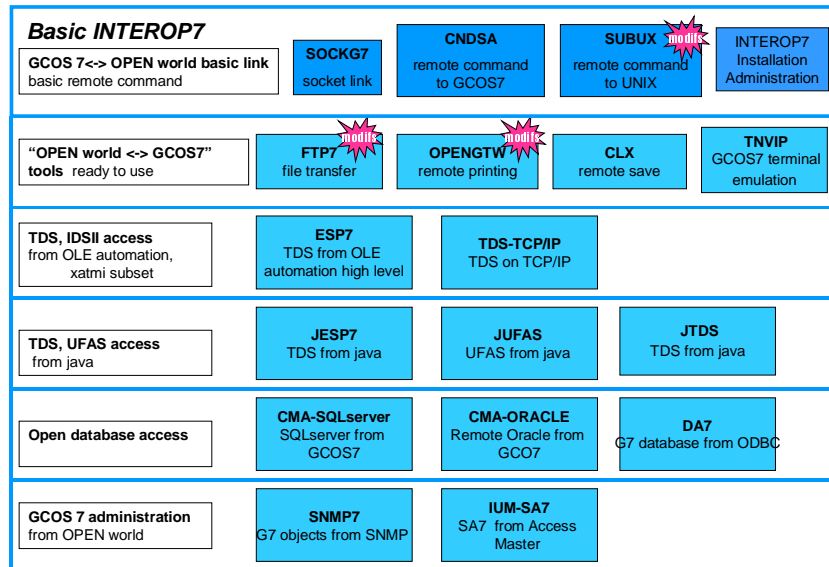 Basic INTEROP7
GCOS 7<-> OPEN world basic link
basic remote command
SOCKG7
socket link
CNDSA
remote command
to GCOS7
SUBUX
remote command
to UNIX
modifs
INTEROP7
Installation
Administration
“OPEN world <-> GCOS7”
tools ready to use
FTP7
file transfer
modifs
OPENGTW
remote printing
modifs
CLX
remote save
TNVIP
GCOS7 terminal
emulation
TDS, IDSII access
from OLE automation,
xatmi subset
ESP7
TDS from OLE
automation high level
TDS-TCP/IP
TDS on TCP/IP
TDS, UFAS access
from java
JESP7
TDS from java
JUFAS
UFAS from java
JTDS
TDS from java
Open database access
CMA-SQLserver
SQLserver from
GCOS7
CMA-ORACLE
Remote Oracle from
GCO7
DA7
G7 database from ODBC
GCOS 7 administration
from OPEN world
SNMP7
G7 objects from SNMP
IUM-SA7
SA7 from Access
Master